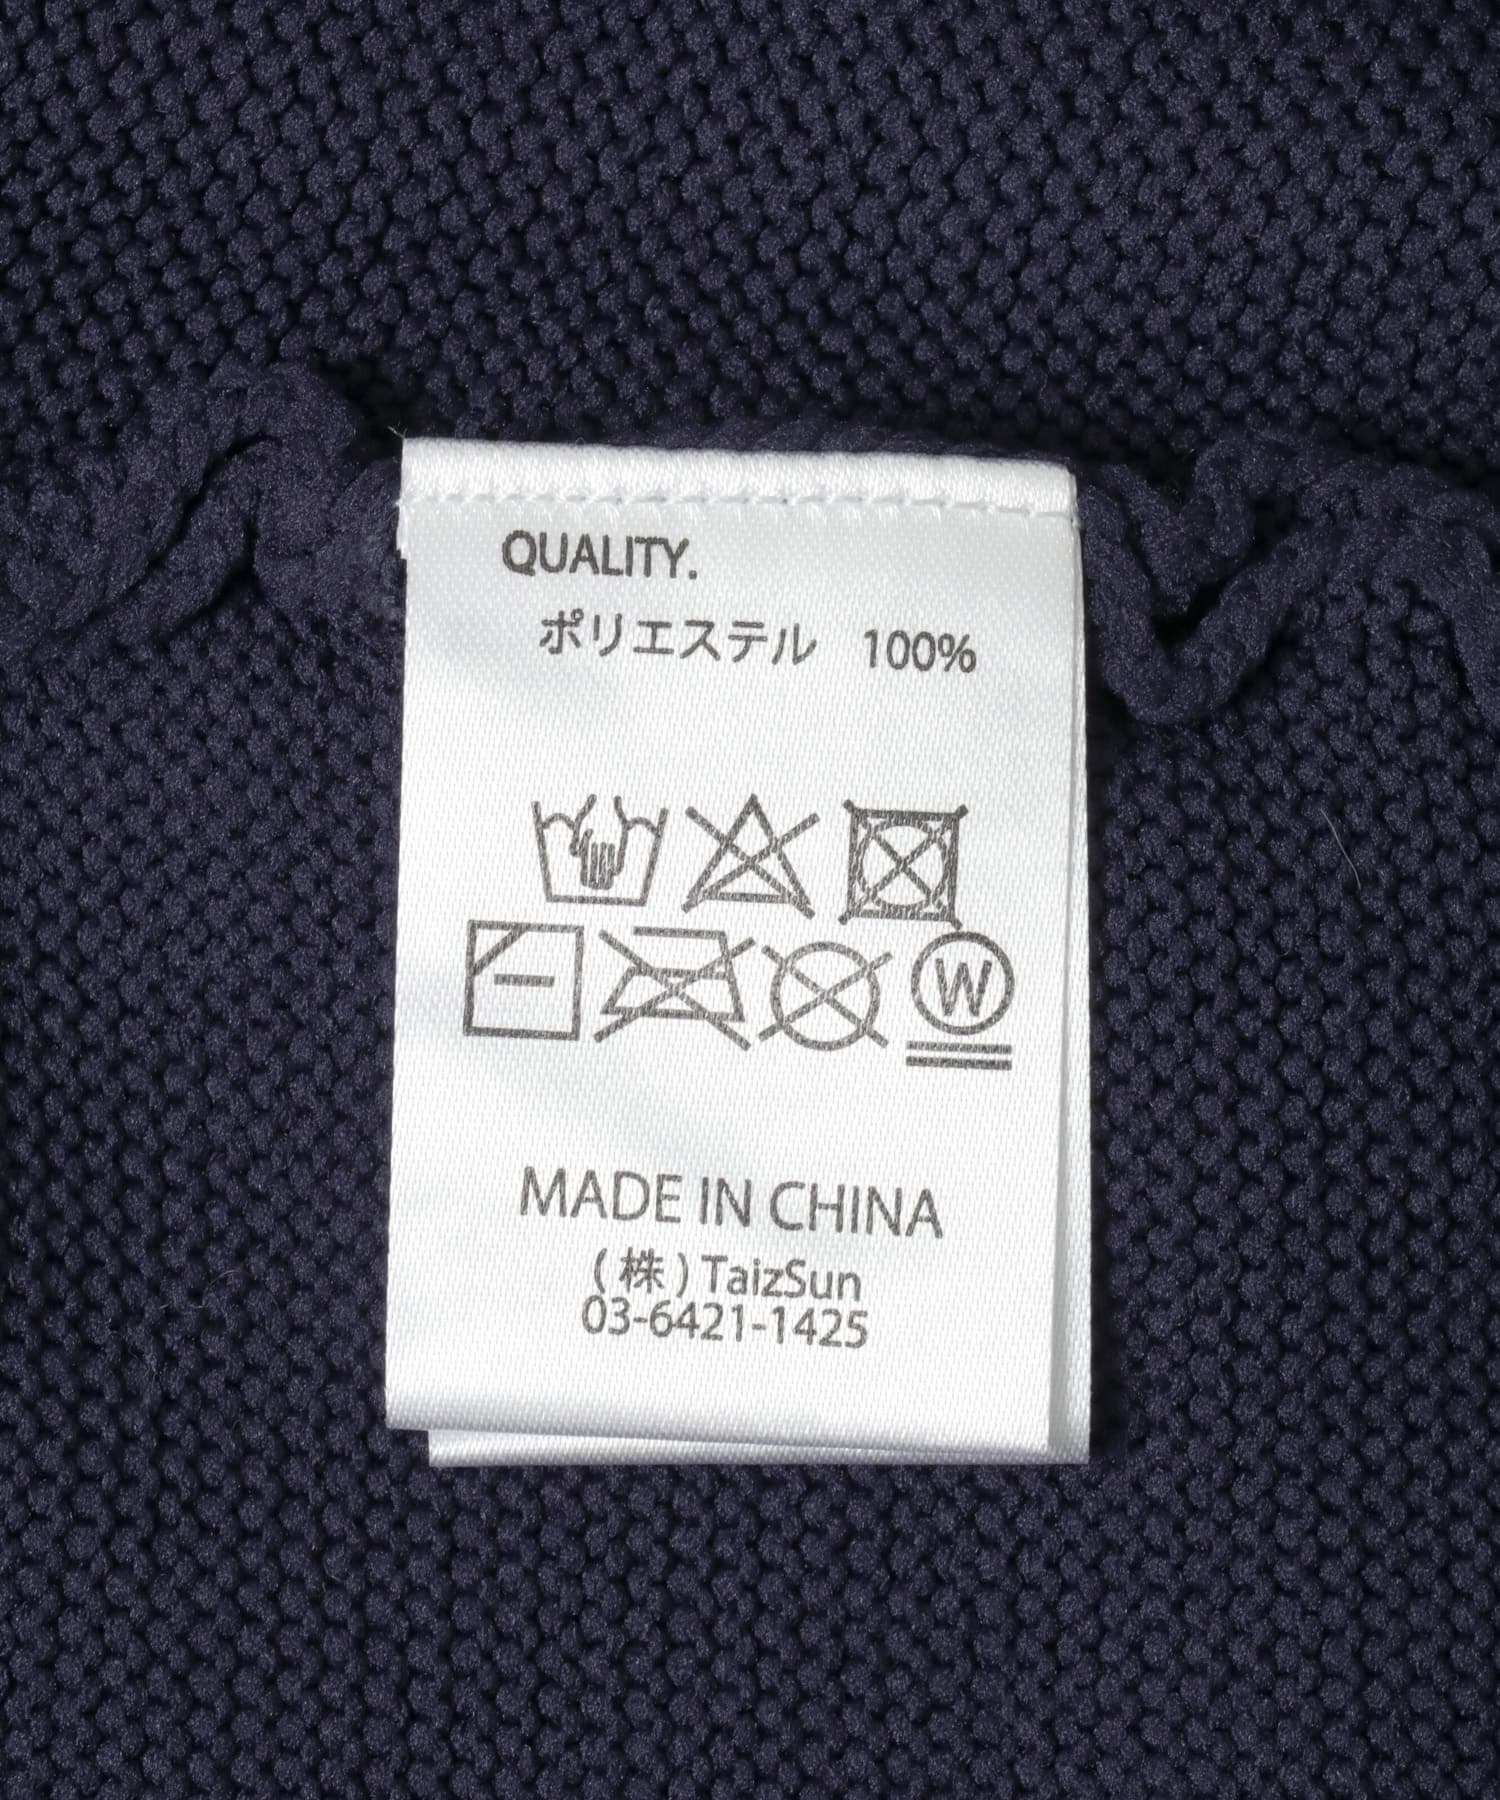 QUALITY.
ポリエステル 100%
W
MADE IN CHINA
(株)TaizSun
03-6421-1425